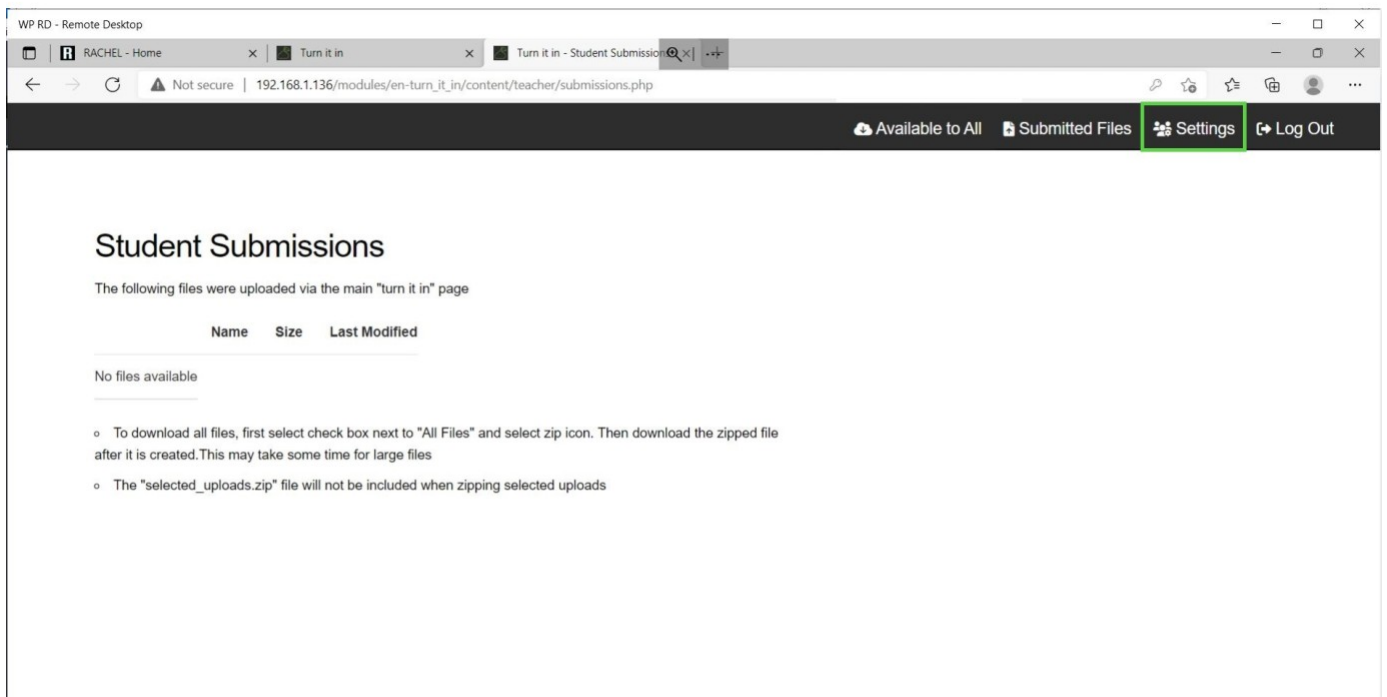 WP RD - Remote Desktop
RACHEL - Home
Turn it in
Turn it in - Student Submission
Not secure | 192.168.1.136/modules/en-turn_it_in/content/teacher/submissions.php
Available to All Submitted Files Settings Log Out
Student Submissions
The following files were uploaded via the main "turn it in" page
Name Size Last Modified
No files available
To download all files, first select check box next to "All Files" and select zip icon. Then download the zipped file
after it is created.This may take some time for large files
The "selected_uploads.zip" file will not be included when zipping selected uploads